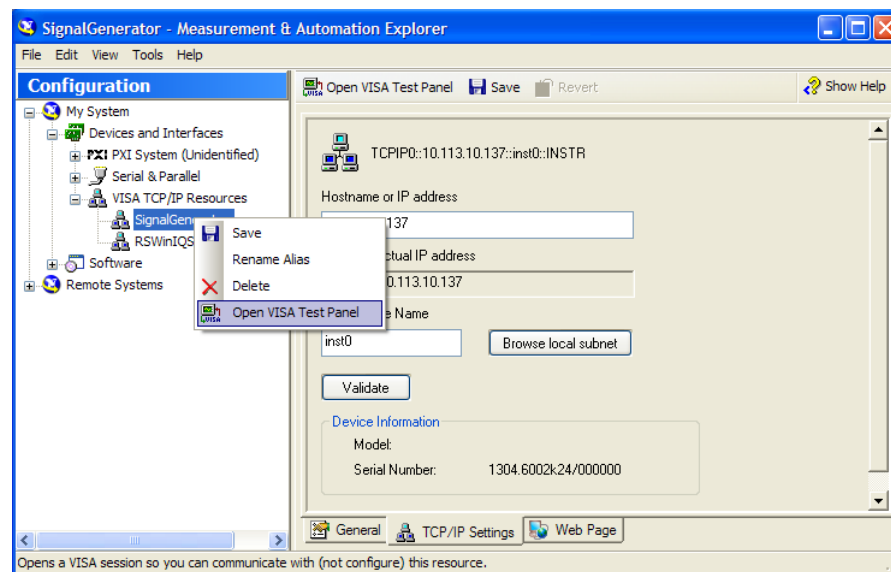 SignalGenerator - Measurement & Automation Explorer
File Edit View Tools Help
Configuration
Open VISA Test Panel Save Revert Show Help
My System
Devices and Interfaces
PXI PXI System (Unidentified)
Serial & Parallel
VISA TCP/IP Resources
SignalGenerator
RSWinIQS
Software
Remote Systems
Save
Rename Alias
Delete
Open VISA Test Panel
TCPIP0::10.113.10.137::inst0::INSTR
Hostname or IP address
137
ctual IP address
0.113.10.137
e Name
inst0
Browse local subnet
Validate
Device Information
Model:
Serial Number: 1304.6002k24/000000
General TCP/IP Settings Web Page
Opens a VISA session so you can communicate with (not configure) this resource.